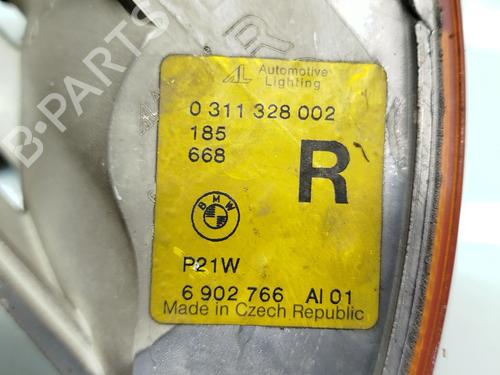 AL Automotive
Lighting
0 311 328 002
185
668
R
BMW
P21W
6 902 766 AI 01
Made in Czech Republic